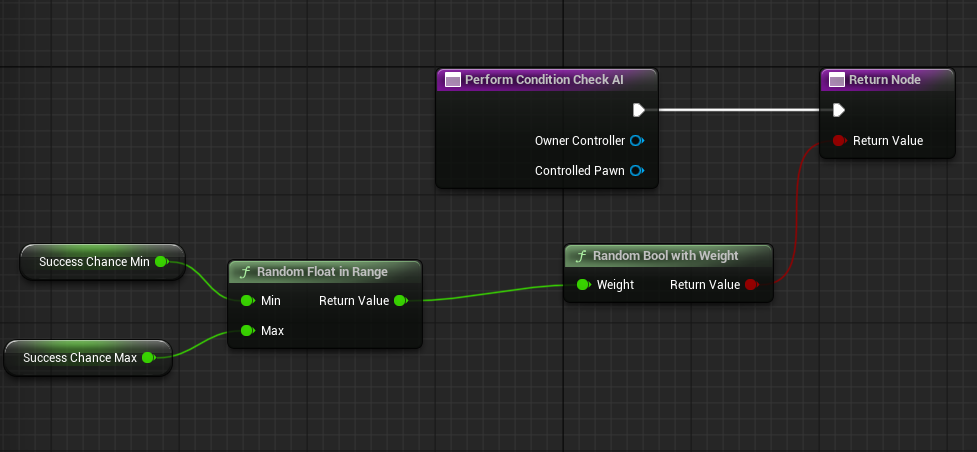 Perform Condition Check AI
Owner Controller
Controlled Pawn
Return Node
Return Value
Success Chance Min
Success Chance Max
f Random Float in Range
Min Return Value
Max
f Random Bool with Weight
Weight Return Value